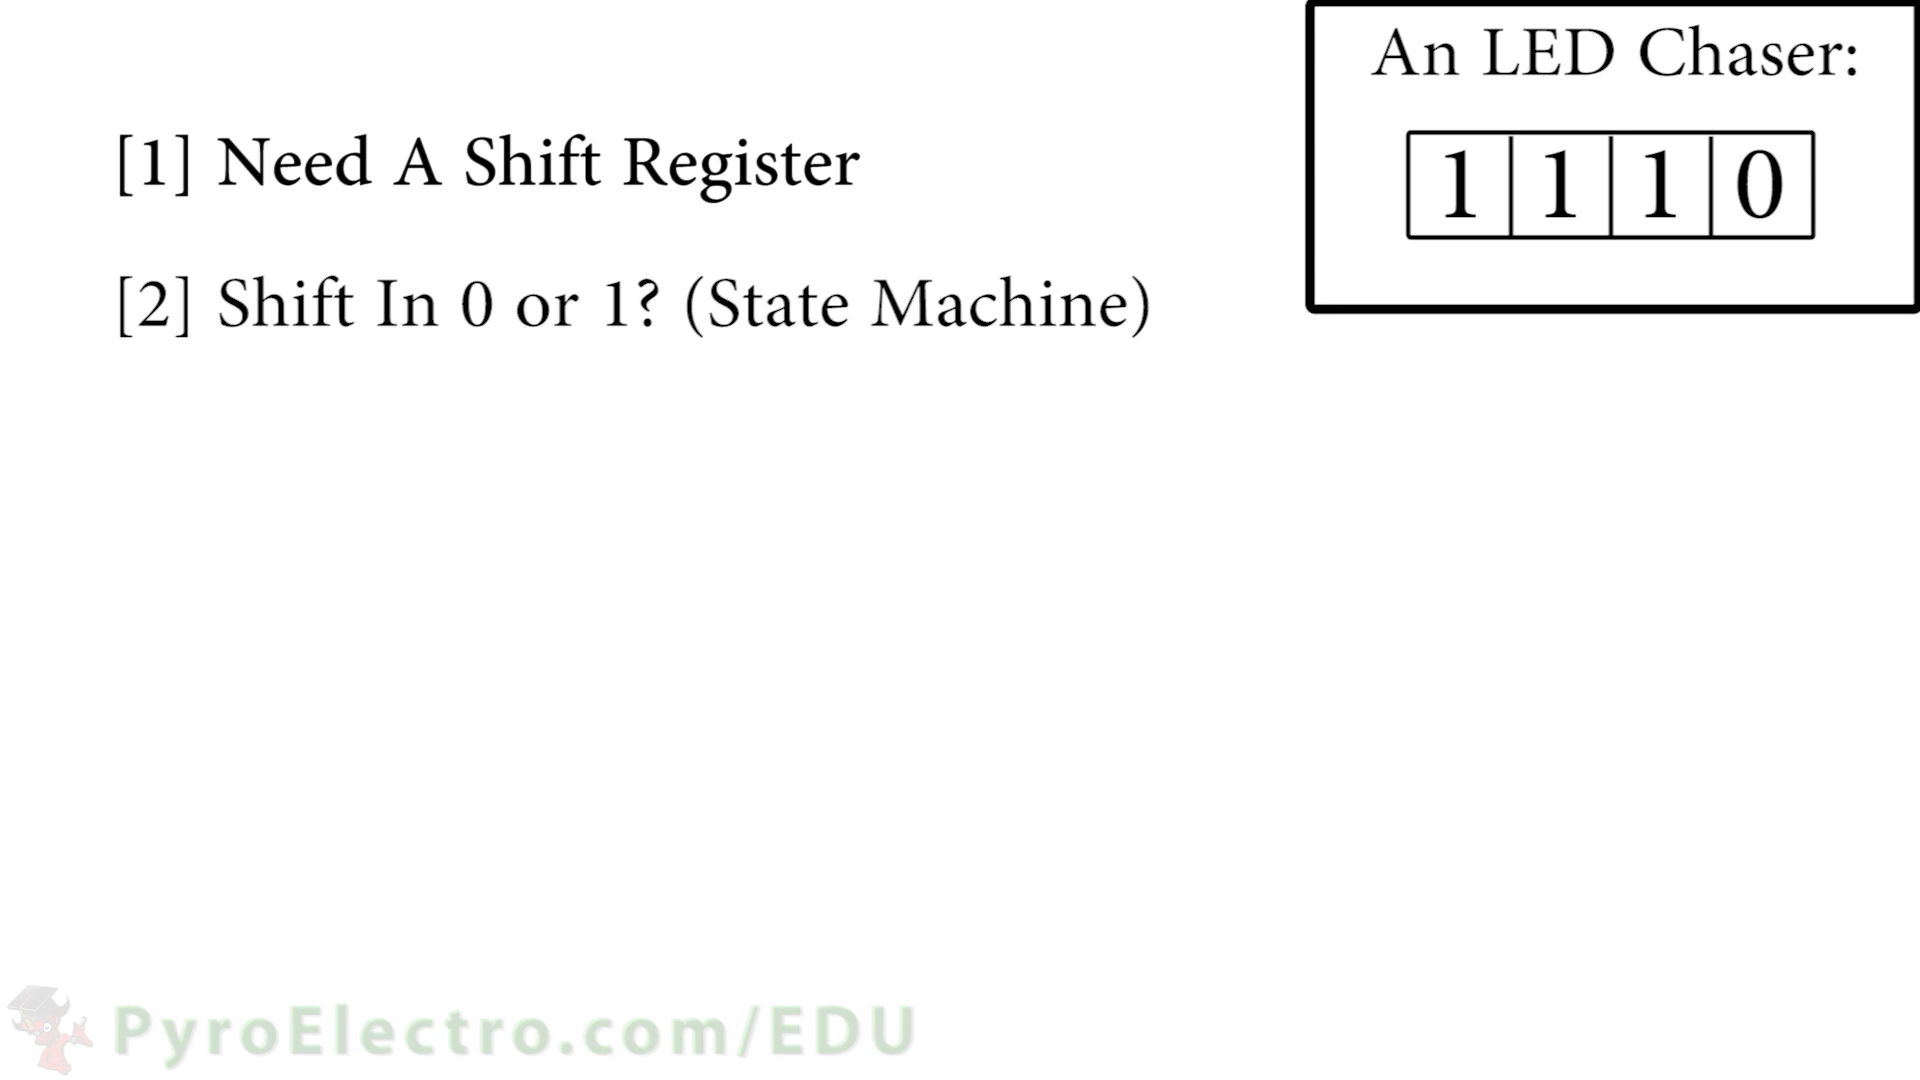 An LED Chaser:
1 1 1 0
[1] Need A Shift Register
[2] Shift In 0 or 1? (State Machine)
PyroElectro.com/EDU